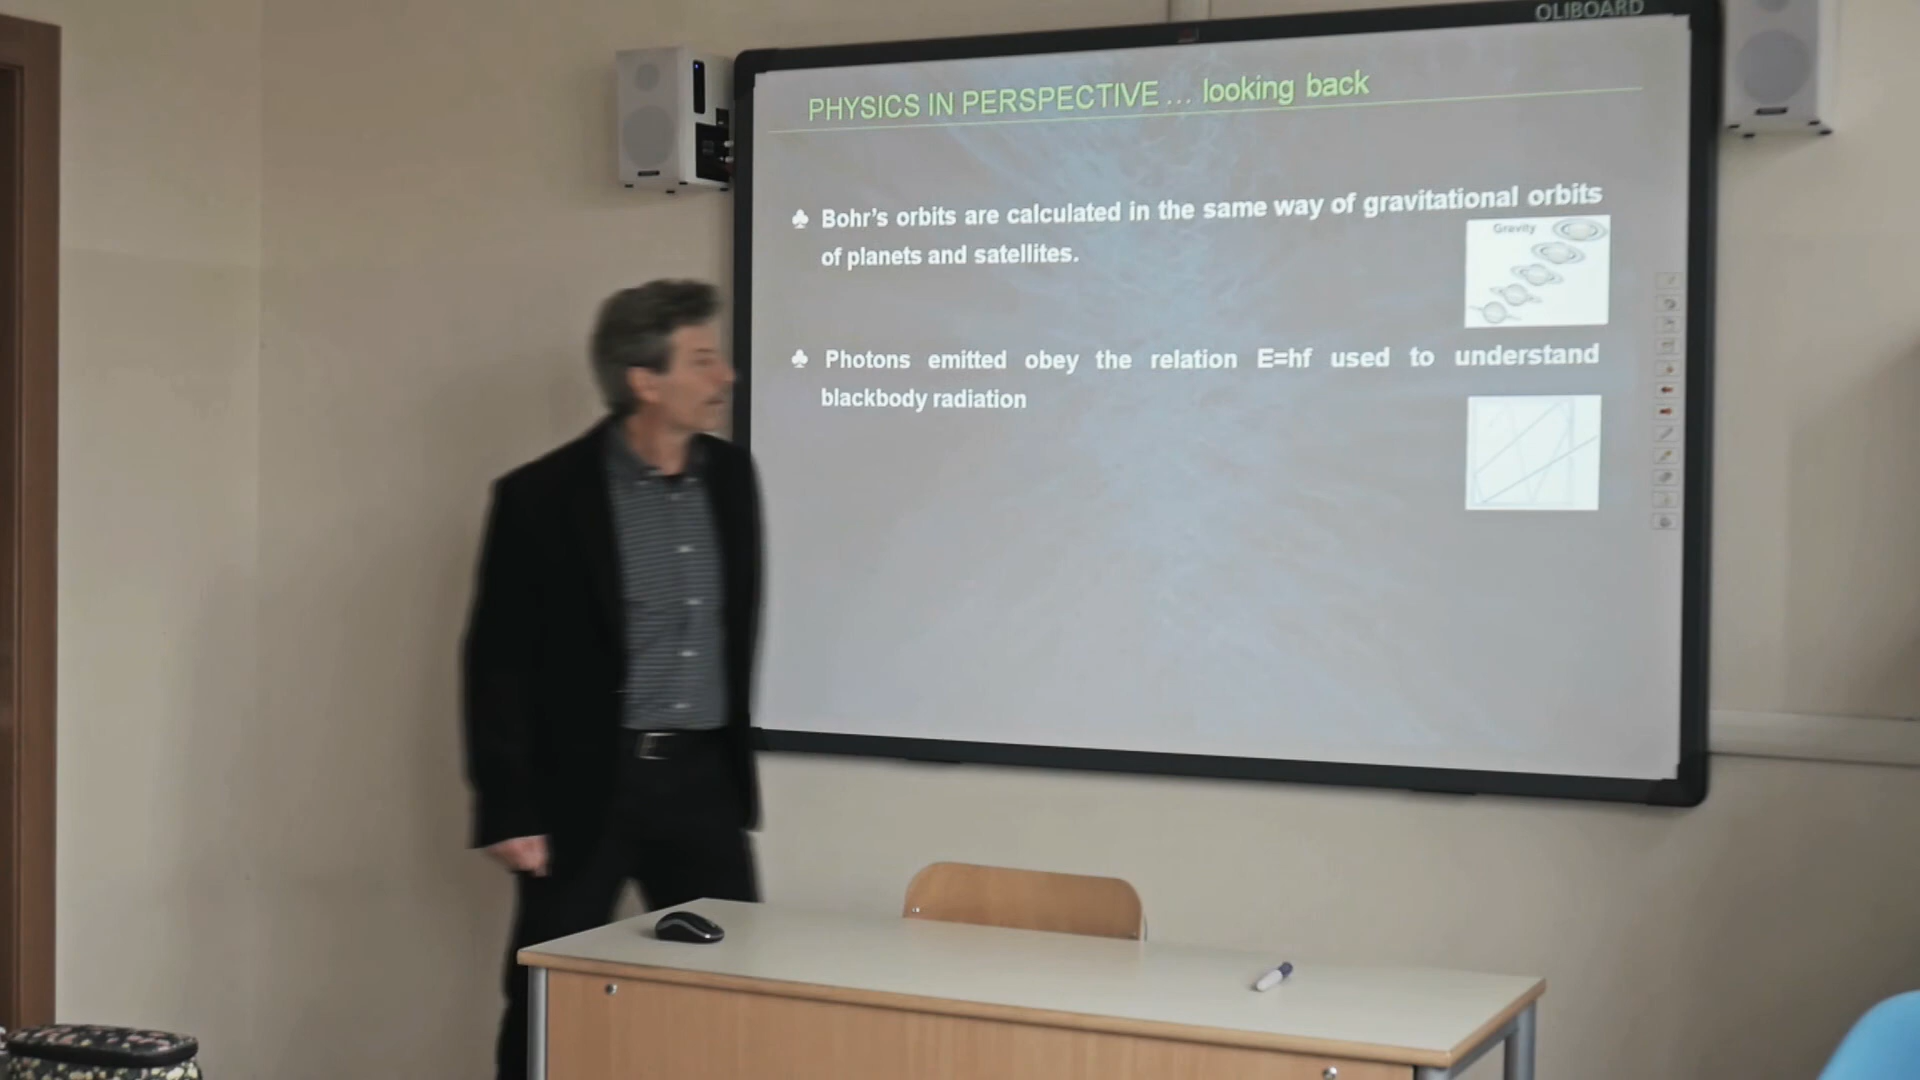 OLIBOARD
PHYSICS IN PERSPECTIVE ... looking back
♣ Bohr's orbits are calculated in the same way of gravitational orbits
of planets and satellites.
Gravity
♣ Photons emitted obey the relation E=hf used to understand
blackbody radiation